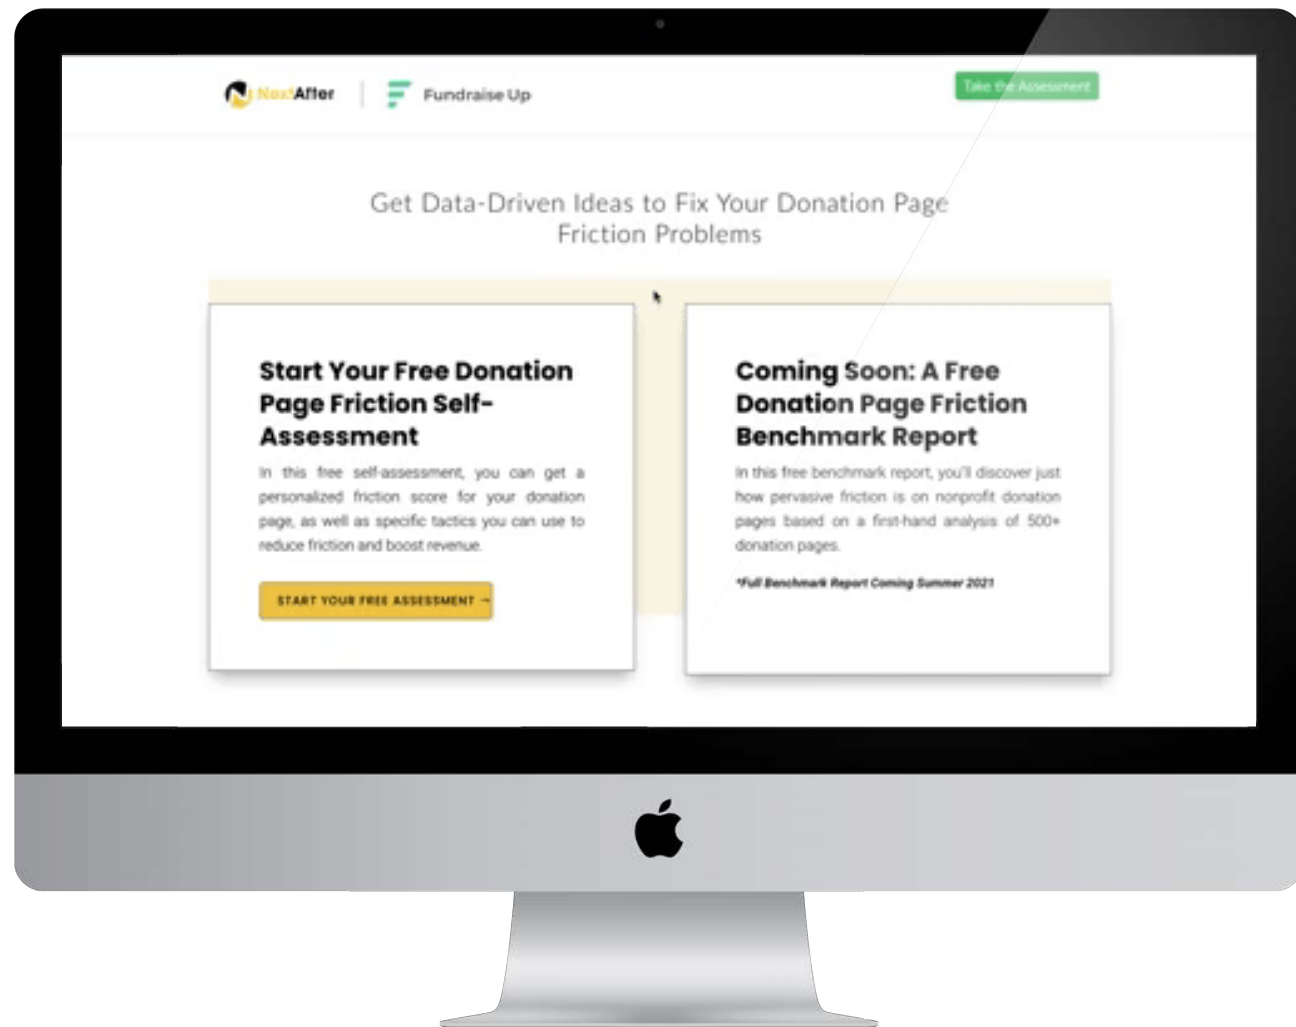 NextAfter
Fundraise Up
Take the Assessment
Get Data-Driven Ideas to Fix Your Donation Page
Friction Problems
Start Your Free Donation
Page Friction Self-
Assessment
In this free self-assessment, you can get a
personalized friction score for your donation
page, as well as specific tactics you can use to
reduce friction and boost revenue.
START YOUR FREE ASSESSMENT →
Coming Soon: A Free
Donation Page Friction
Benchmark Report
In this free benchmark report, you'll discover just
how pervasive friction is on nonprofit donation
pages based on a first-hand analysis of 500+
donation pages.
*Full Benchmark Report Coming Summer 2021